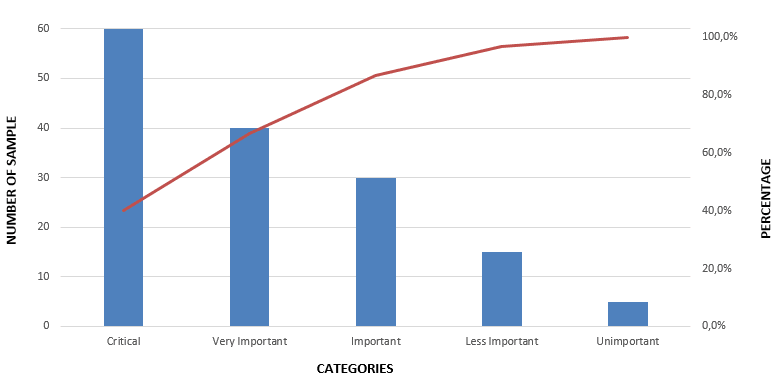 60
50
40
30
20
10
0
100,0%
80,0%
60,0%
40,0%
20,0%
0,0%
NUMBER OF SAMPLE
PERCENTAGE
Critical
Very Important
Important
Less Important
Unimportant
CATEGORIES